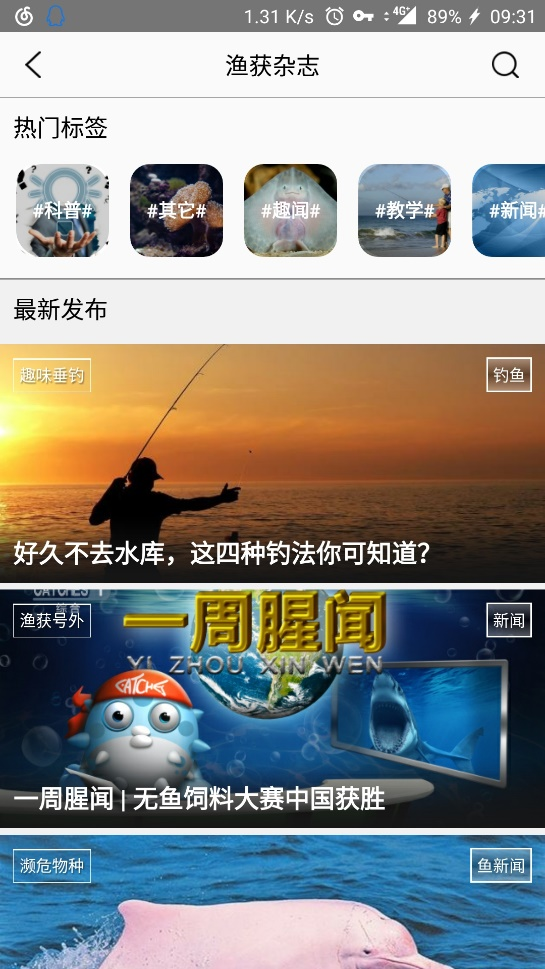 1.31 K/s 4G+ 89% 09:31
渔获杂志
热门标签
#科普# #其它# #趣闻# #教学# #新闻#
最新发布
趣味垂钓 钓鱼
好久不去水库，这四种钓法你可知道?
CATCHES
综合
渔获号外 新闻
一周腥闻
YI ZHOU XIN WEN
CATCHES
一周腥闻 | 无鱼饲料大赛中国获胜
濒危物种 鱼新闻